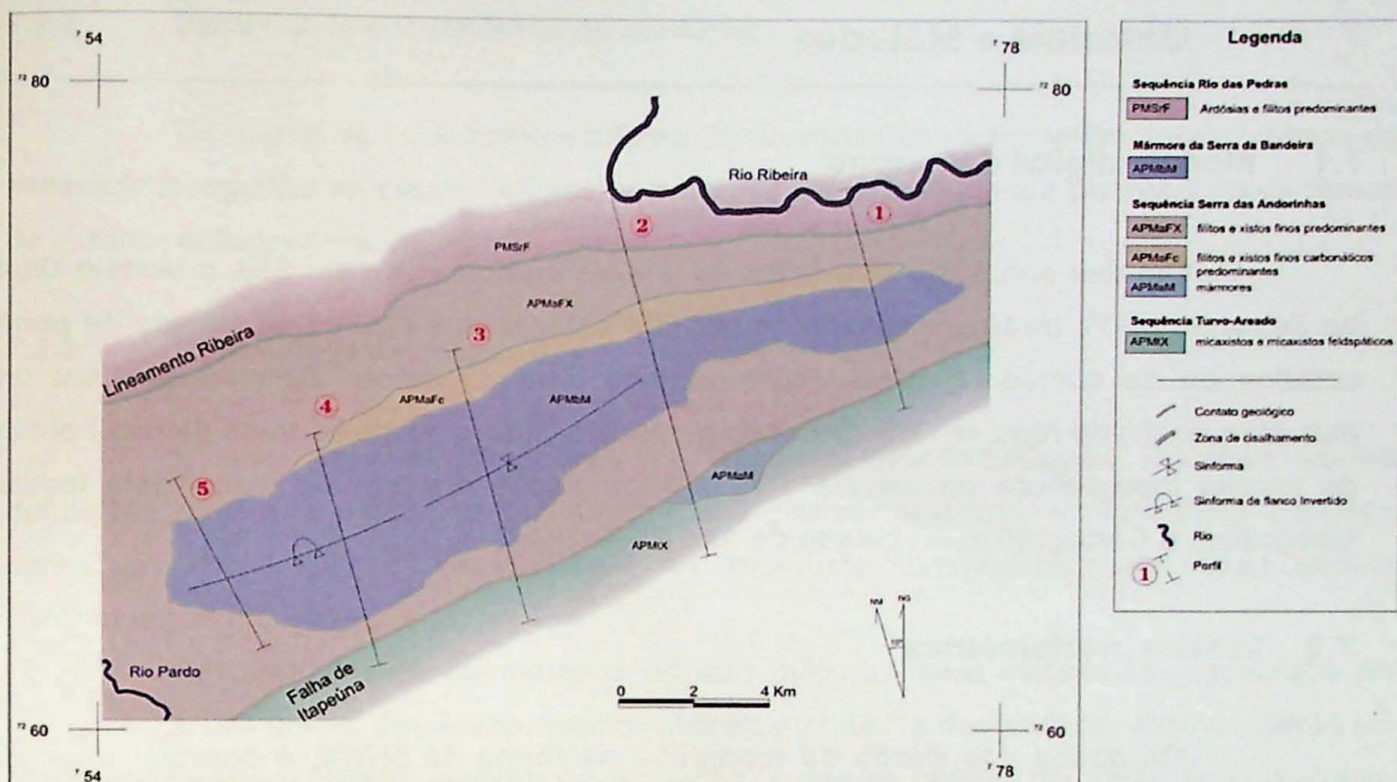 7 54
7 78
72 80
72 80
Rio Ribeira
1
2
PMSrF
APMaFX
3
Lineamento Ribeira
APMaFc
APMbM
4
5
APMaM
APMtX
Rio Pardo
Falha de
Itapeúna
NM NG
0 2 4 Km
72 60
72 60
7 54
7 78
Legenda
Sequência Rio das Pedras
PMSrF Ardósias e filitos predominantes
Mármore da Serra da Bandeira
APMbM
Sequência Serra das Andorinhas
APMaFX filitos e xistos finos predominantes
APMaFc filitos e xistos finos carbonáticos
predominantes
APMaM mármores
Sequência Turvo-Areado
APMtX micaxistos e micaxistos feldspáticos
Contato geológico
Zona de cisalhamento
Sinforma
Sinforma de flanco Invertido
Rio
1 Perfil